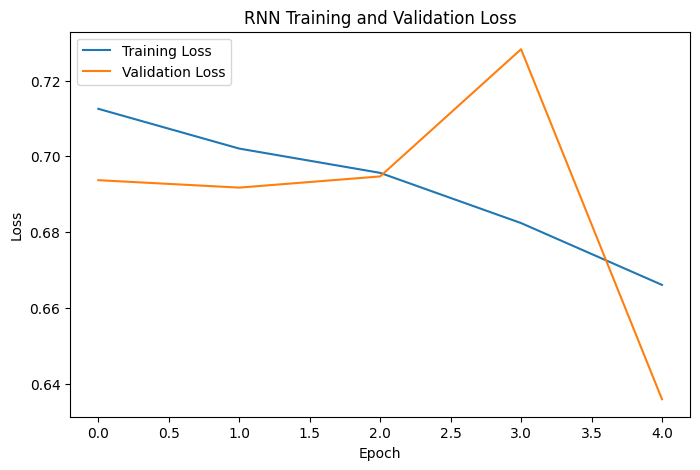 RNN Training and Validation Loss
Training Loss
Validation Loss
0.72
0.70
0.68
0.66
0.64
Loss
0.0 0.5 1.0 1.5 2.0 2.5 3.0 3.5 4.0
Epoch